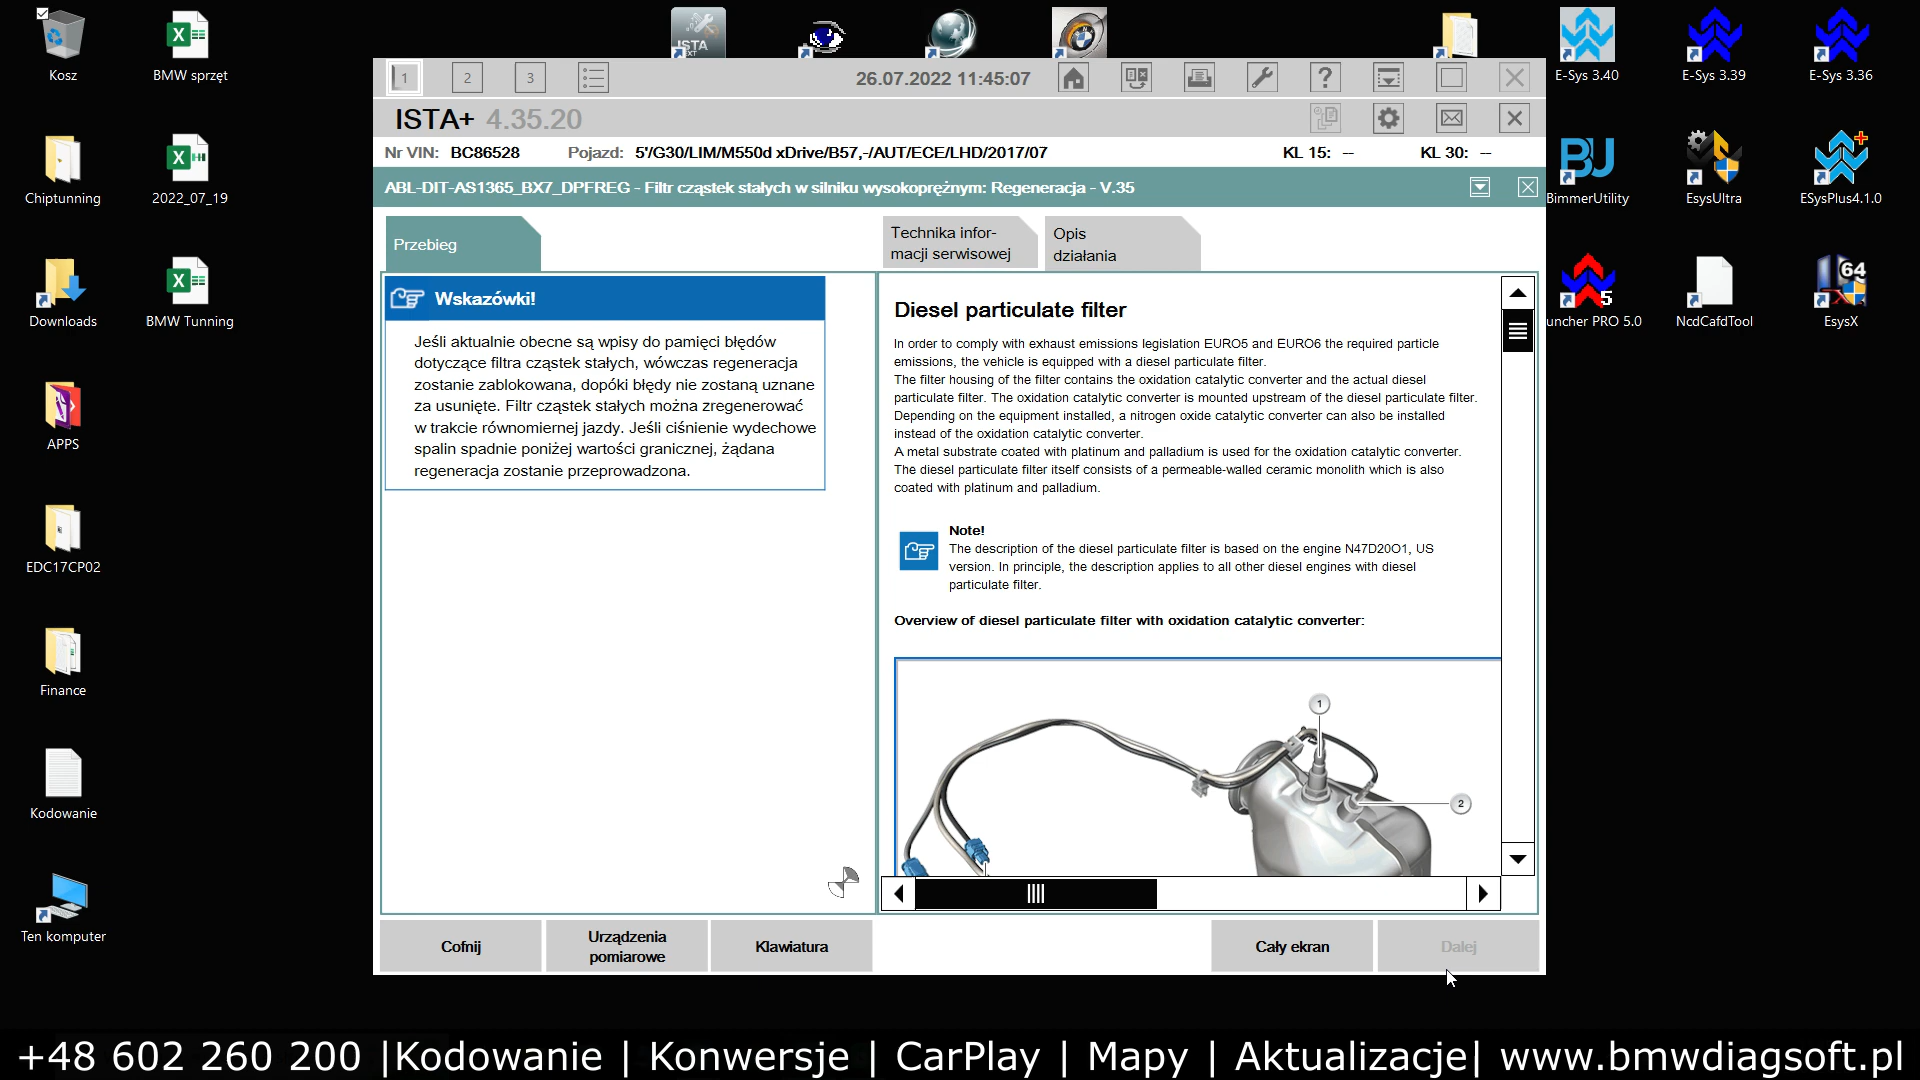 Kosz
BMW sprzęt
ISTA
E-Sys 3.40
E-Sys 3.39
E-Sys 3.36
1
2
3
26.07.2022 11:45:07
ISTA+ 4.35.20
Nr VIN: BC86528 Pojazd: 5'/G30/LIM/M550d xDrive/B57,-/AUT/ECE/LHD/2017/07 KL 15: -- KL 30: --
ABL-DIT-AS1365_BX7_DPFREG - Filtr cząstek stałych w silniku wysokoprężnym: Regeneracja - V.35
Chiptunning
2022_07_19
BimmerUtility
EsysUltra
ESysPlus4.1.0
Przebieg
Technika infor-
macji serwisowej
Opis
działania
Wskazówki!
Jeśli aktualnie obecne są wpisy do pamięci błędów
dotyczące filtra cząstek stałych, wówczas regeneracja
zostanie zablokowana, dopóki błędy nie zostaną uznane
za usunięte. Filtr cząstek stałych można zregenerować
w trakcie równomiernej jazdy. Jeśli ciśnienie wydechowe
spalin spadnie poniżej wartości granicznej, żądana
regeneracja zostanie przeprowadzona.
Diesel particulate filter
In order to comply with exhaust emissions legislation EURO5 and EURO6 the required particle
emissions, the vehicle is equipped with a diesel particulate filter.
The filter housing of the filter contains the oxidation catalytic converter and the actual diesel
particulate filter. The oxidation catalytic converter is mounted upstream of the diesel particulate filter.
Depending on the equipment installed, a nitrogen oxide catalytic converter can also be installed
instead of the oxidation catalytic converter.
A metal substrate coated with platinum and palladium is used for the oxidation catalytic converter.
The diesel particulate filter itself consists of a permeable-walled ceramic monolith which is also
coated with platinum and palladium.
Note!
The description of the diesel particulate filter is based on the engine N47D20O1, US
version. In principle, the description applies to all other diesel engines with diesel
particulate filter.
Overview of diesel particulate filter with oxidation catalytic converter:
1
2
Downloads
BMW Tunning
5
uncher PRO 5.0
NcdCafdTool
64
EsysX
APPS
EDC17CP02
Finance
Kodowanie
Ten komputer
Cofnij
Urządzenia
pomiarowe
Klawiatura
Cały ekran
Dalej
+48 602 260 200 |Kodowanie | Konwersje | CarPlay | Mapy | Aktualizacje| www.bmwdiagsoft.pl